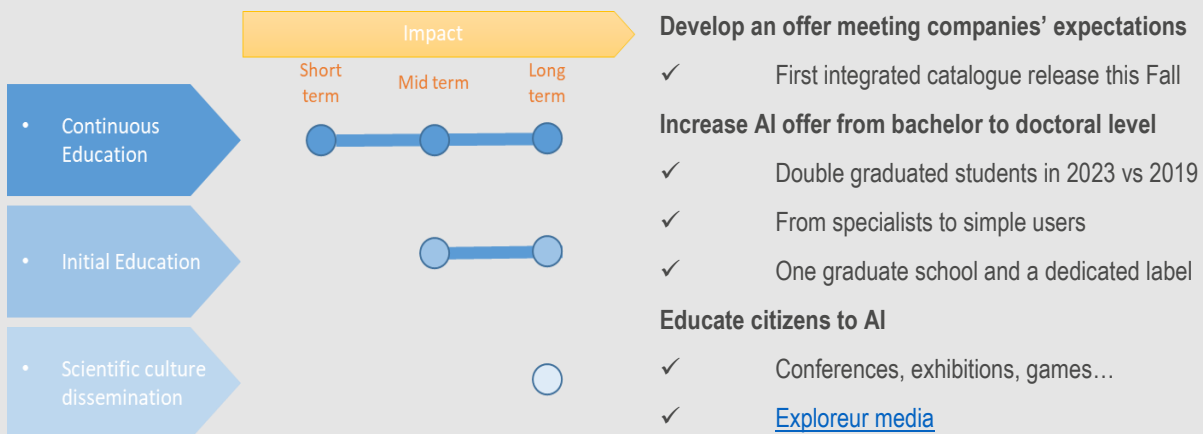 Impact
Short
term
Mid term
Long
term
• Continuous
Education
• Initial Education
• Scientific culture
dissemination
Develop an offer meeting companies’ expectations
✓ First integrated catalogue release this Fall
Increase AI offer from bachelor to doctoral level
✓ Double graduated students in 2023 vs 2019
✓ From specialists to simple users
✓ One graduate school and a dedicated label
Educate citizens to AI
✓ Conferences, exhibitions, games…
✓ Exploreur media